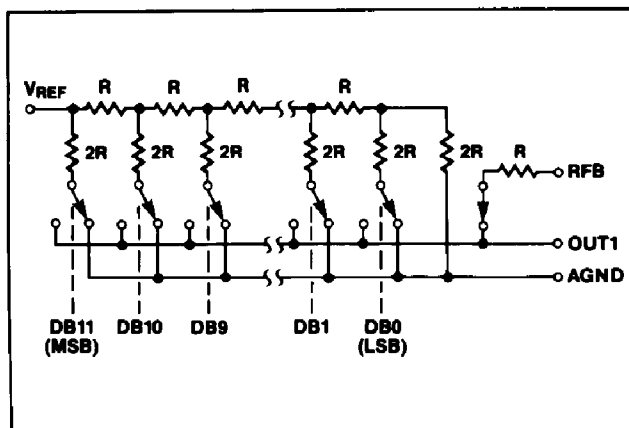 VREF R R R R
2R 2R 2R 2R 2R 2R R RFB
OUT1
AGND
DB11 DB10 DB9 DB1 DB0
(MSB) (LSB)